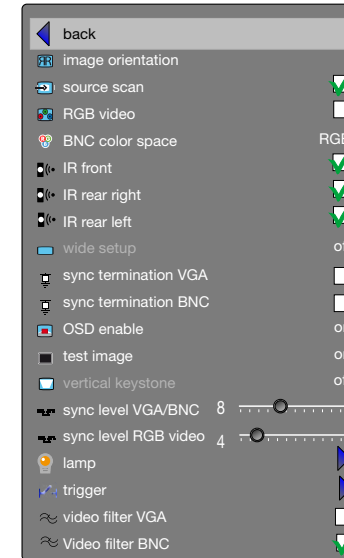 back
image orientation
source scan
RGB video
BNC color space RGB
IR front
IR rear right
IR rear left
wide setup
sync termination VGA
sync termination BNC
OSD enable
test image
vertical keystone
sync level VGA/BNC 8
sync level RGB video 4
lamp
trigger
video filter VGA
Video filter BNC